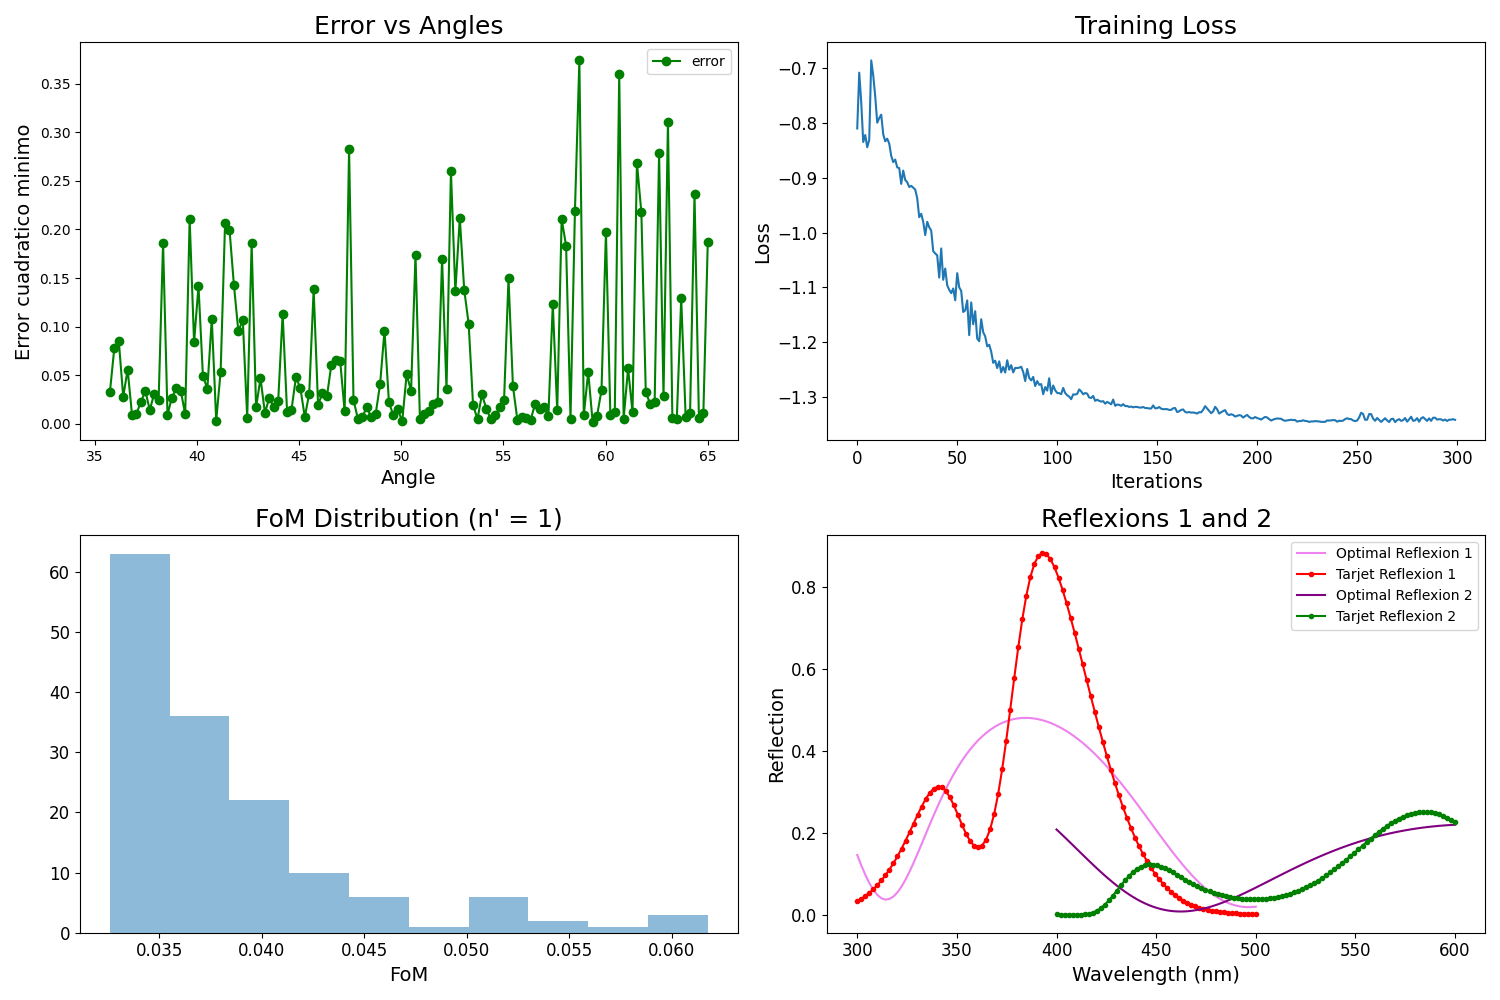 Error vs Angles
error
Error cuadratico minimo
0.35
0.30
0.25
0.20
0.15
0.10
0.05
0.00
35 40 45 50 55 60 65
Angle
Training Loss
Loss
−0.7
−0.8
−0.9
−1.0
−1.1
−1.2
−1.3
0 50 100 150 200 250 300
Iterations
FoM Distribution (n' = 1)
60
50
40
30
20
10
0
0.035 0.040 0.045 0.050 0.055 0.060
FoM
Reflexions 1 and 2
Optimal Reflexion 1
Tarjet Reflexion 1
Optimal Reflexion 2
Tarjet Reflexion 2
Reflection
0.8
0.6
0.4
0.2
0.0
300 350 400 450 500 550 600
Wavelength (nm)